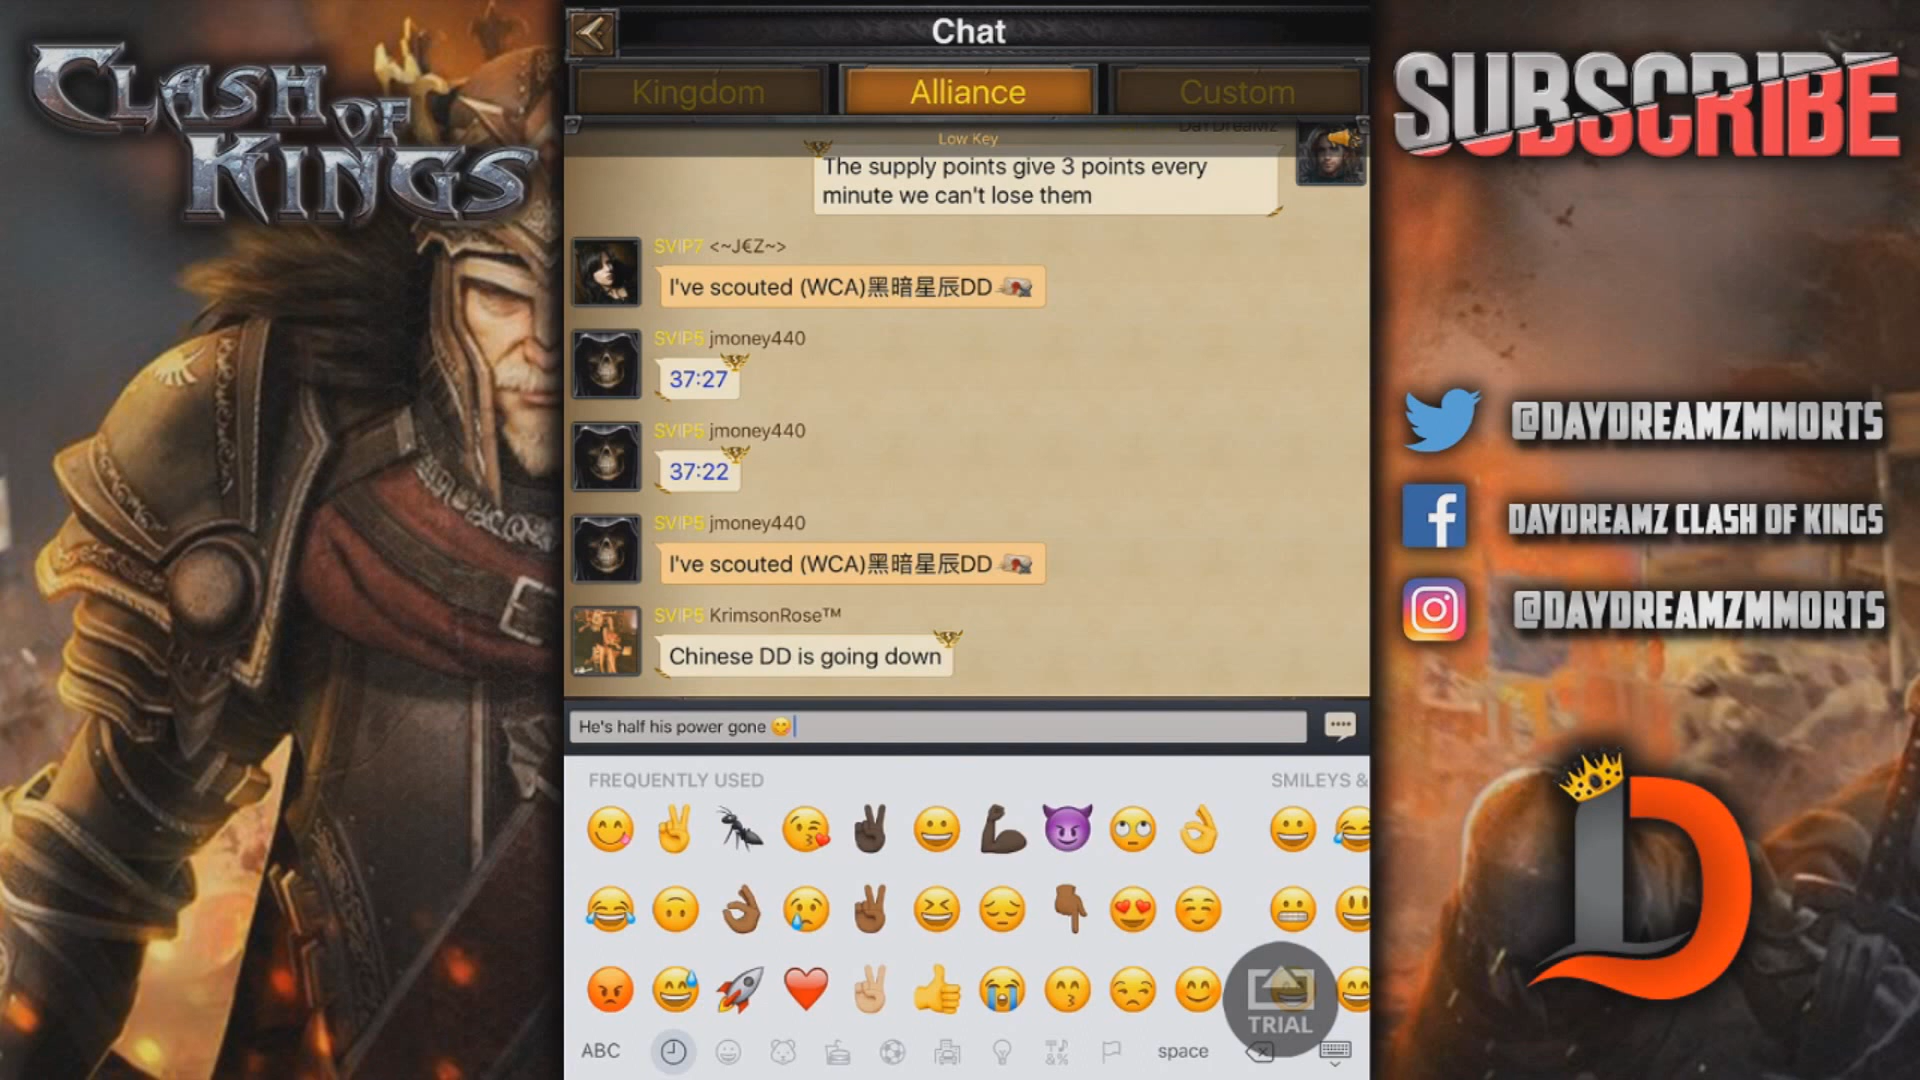 CLASH OF KINGS
Chat
Kingdom
Alliance
Custom
SUBSCRIBE
DaYDreaMz
Low Key
The supply points give 3 points every
minute we can't lose them
SVIP7 <~J€Z~>
I've scouted (WCA)黑暗星辰DD
SVIP5 jmoney440
37:27
SVIP5 jmoney440
37:22
SVIP5 jmoney440
I've scouted (WCA)黑暗星辰DD
SVIP5 KrimsonRose™
Chinese DD is going down
He's half his power gone 😋
@DAYDREAMZMMORTS
DAYDREAMZ CLASH OF KINGS
@DAYDREAMZMMORTS
FREQUENTLY USED
SMILEYS &
TRIAL
ABC
space